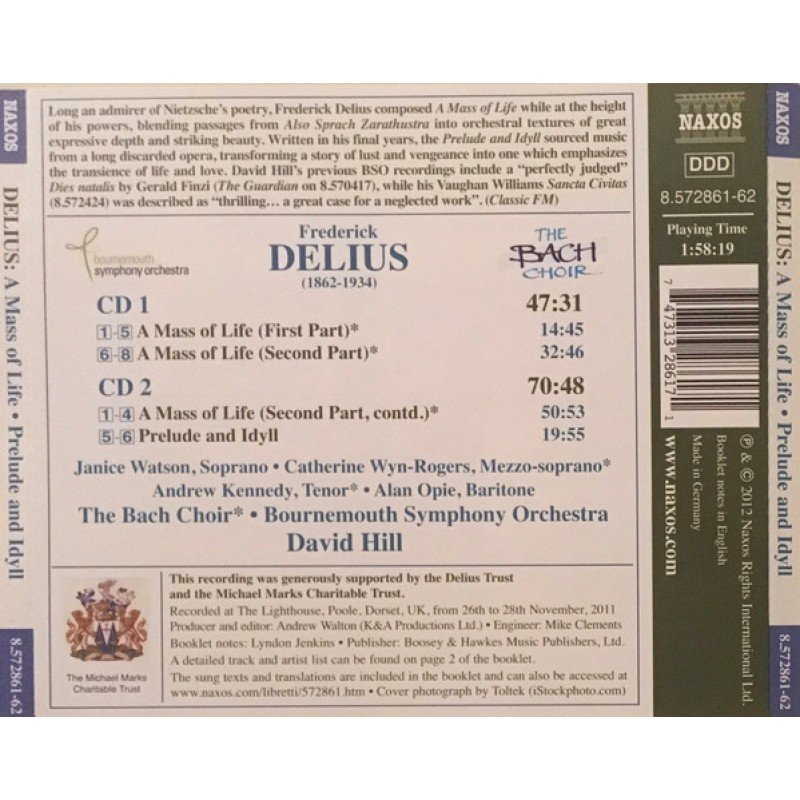 NAXOS
DELIUS: A Mass of Life • Prelude and Idyll
8.572861-62
Long an admirer of Nietzsche's poetry, Frederick Delius composed A Mass of Life while at the height
of his powers, blending passages from Also Sprach Zarathustra into orchestral textures of great
expressive depth and striking beauty. Written in his final years, the Prelude and Idyll sourced music
from a long discarded opera, transforming a story of lust and vengeance into one which emphasizes
the transience of life and love. David Hill's previous BSO recordings include a “perfectly judged”
Dies natalis by Gerald Finzi (The Guardian on 8.570417), while his Vaughan Williams Sancta Civitas
(8.572424) was described as “thrilling... a great case for a neglected work”. (Classic FM)
bournemouth
symphony orchestra
Frederick
DELIUS
(1862-1934)
THE
BACH
CHOIR
CD 1 47:31
1-5 A Mass of Life (First Part)* 14:45
6-8 A Mass of Life (Second Part)* 32:46
CD 2 70:48
1-4 A Mass of Life (Second Part, contd.)* 50:53
5-6 Prelude and Idyll 19:55
Janice Watson, Soprano • Catherine Wyn-Rogers, Mezzo-soprano*
Andrew Kennedy, Tenor* • Alan Opie, Baritone
The Bach Choir* • Bournemouth Symphony Orchestra
David Hill
The Michael Marks
Charitable Trust
This recording was generously supported by the Delius Trust
and the Michael Marks Charitable Trust.
Recorded at The Lighthouse, Poole, Dorset, UK, from 26th to 28th November, 2011
Producer and editor: Andrew Walton (K&A Productions Ltd.) • Engineer: Mike Clements
Booklet notes: Lyndon Jenkins • Publisher: Boosey & Hawkes Music Publishers, Ltd.
A detailed track and artist list can be found on page 2 of the booklet.
The sung texts and translations are included in the booklet and can also be accessed at
www.naxos.com/libretti/572861.htm • Cover photograph by Toltek (iStockphoto.com)
NAXOS
DDD
8.572861-62
Playing Time
1:58:19
7 47313 28617 1
℗ & © 2012 Naxos Rights International Ltd.
Booklet notes in English
Made in Germany
www.naxos.com
NAXOS
DELIUS: A Mass of Life • Prelude and Idyll
8.572861-62